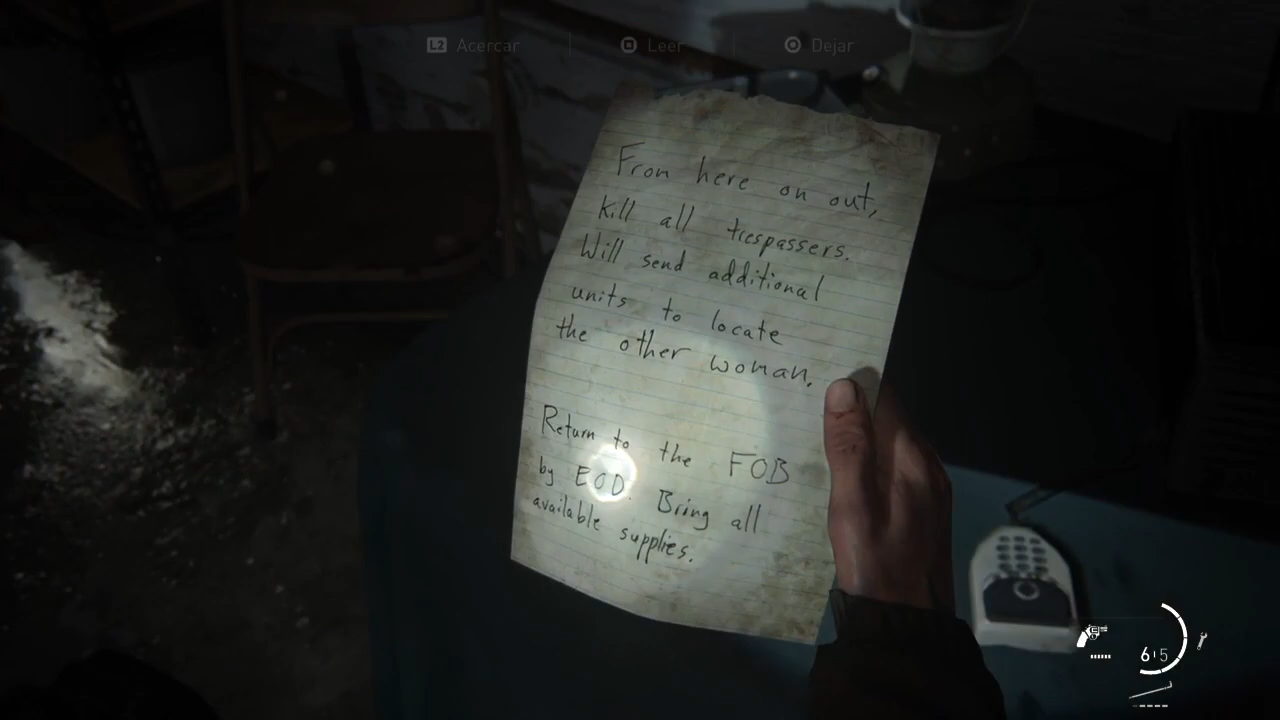 L2 Acercar
Leer
Dejar
From here on out,
kill all trespassers.
Will send additional
units to locate
the other woman.
Return to the FOB
by EOD. Bring all
available supplies.
6 5